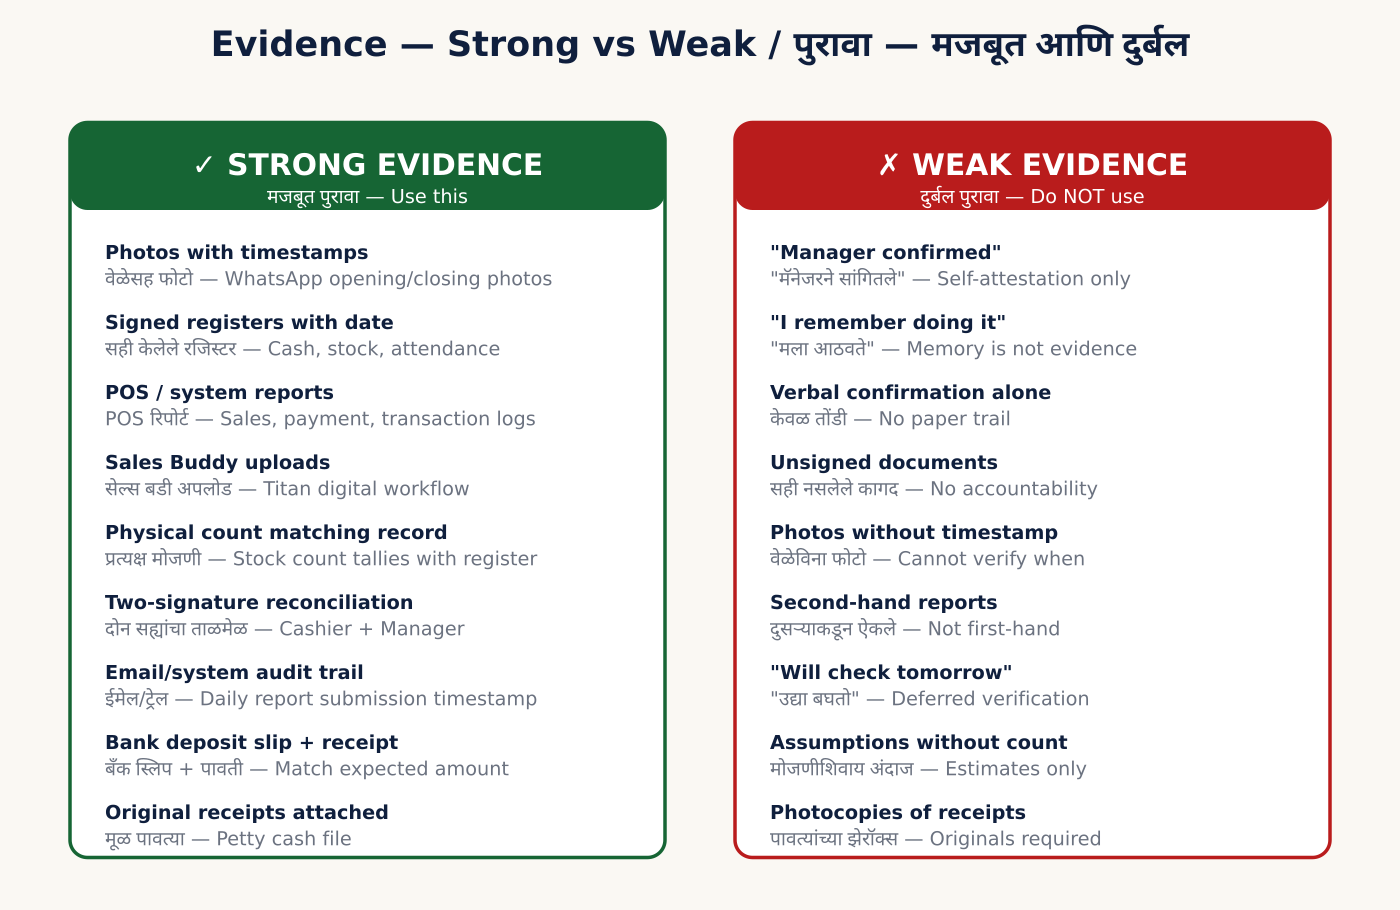 Evidence — Strong vs Weak / पुरावा — मजबूत आणि दुर्बल
✓ STRONG EVIDENCE
मजबूत पुरावा — Use this
Photos with timestamps
वेळेसह फोटो — WhatsApp opening/closing photos
Signed registers with date
सही केलेले रजिस्टर — Cash, stock, attendance
POS / system reports
POS रिपोर्ट — Sales, payment, transaction logs
Sales Buddy uploads
सेल्स बडी अपलोड — Titan digital workflow
Physical count matching record
प्रत्यक्ष मोजणी — Stock count tallies with register
Two-signature reconciliation
दोन सह्यांचा ताळमेळ — Cashier + Manager
Email/system audit trail
ईमेल/ट्रेल — Daily report submission timestamp
Bank deposit slip + receipt
बँक स्लिप + पावती — Match expected amount
Original receipts attached
मूळ पावत्या — Petty cash file
✗ WEAK EVIDENCE
दुर्बल पुरावा — Do NOT use
"Manager confirmed"
"मॅनेजरने सांगितले" — Self-attestation only
"I remember doing it"
"मला आठवते" — Memory is not evidence
Verbal confirmation alone
केवळ तोंडी — No paper trail
Unsigned documents
सही नसलेले कागद — No accountability
Photos without timestamp
वेळेविना फोटो — Cannot verify when
Second-hand reports
दुसऱ्याकडून ऐकले — Not first-hand
"Will check tomorrow"
"उद्या बघतो" — Deferred verification
Assumptions without count
मोजणीशिवाय अंदाज — Estimates only
Photocopies of receipts
पावत्यांच्या झेरॉक्स — Originals required